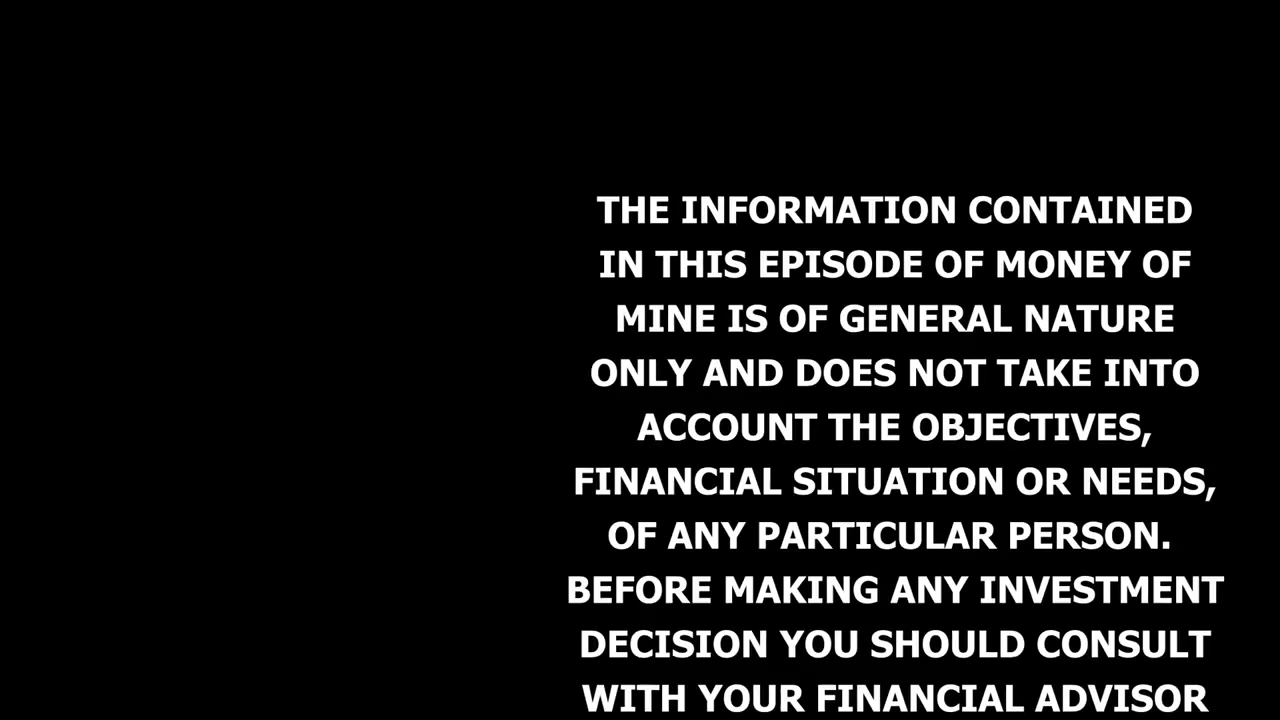 THE INFORMATION CONTAINED
IN THIS EPISODE OF MONEY OF
MINE IS OF GENERAL NATURE
ONLY AND DOES NOT TAKE INTO
ACCOUNT THE OBJECTIVES,
FINANCIAL SITUATION OR NEEDS,
OF ANY PARTICULAR PERSON.
BEFORE MAKING ANY INVESTMENT
DECISION YOU SHOULD CONSULT
WITH YOUR FINANCIAL ADVISOR